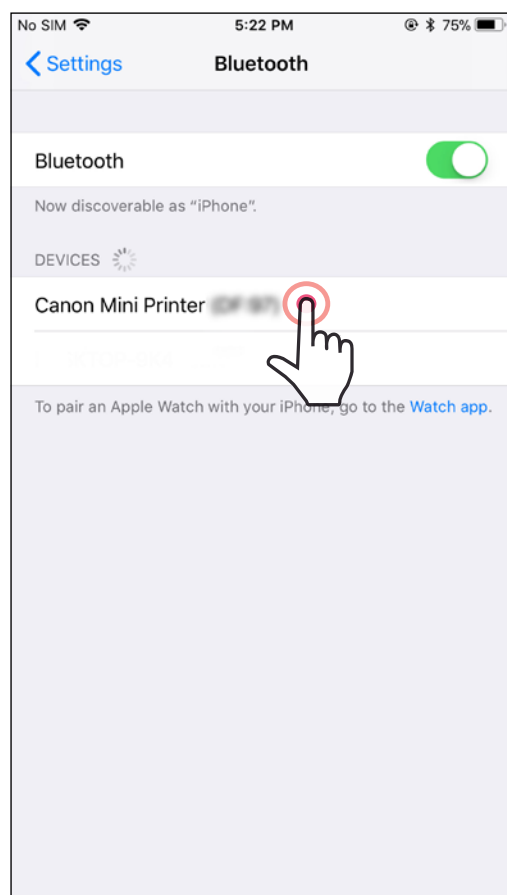 No SIM 5:22 PM 75%
Settings Bluetooth
Bluetooth
Now discoverable as “iPhone”.
DEVICES
Canon Mini Printer
To pair an Apple Watch with your iPhone, go to the Watch app.